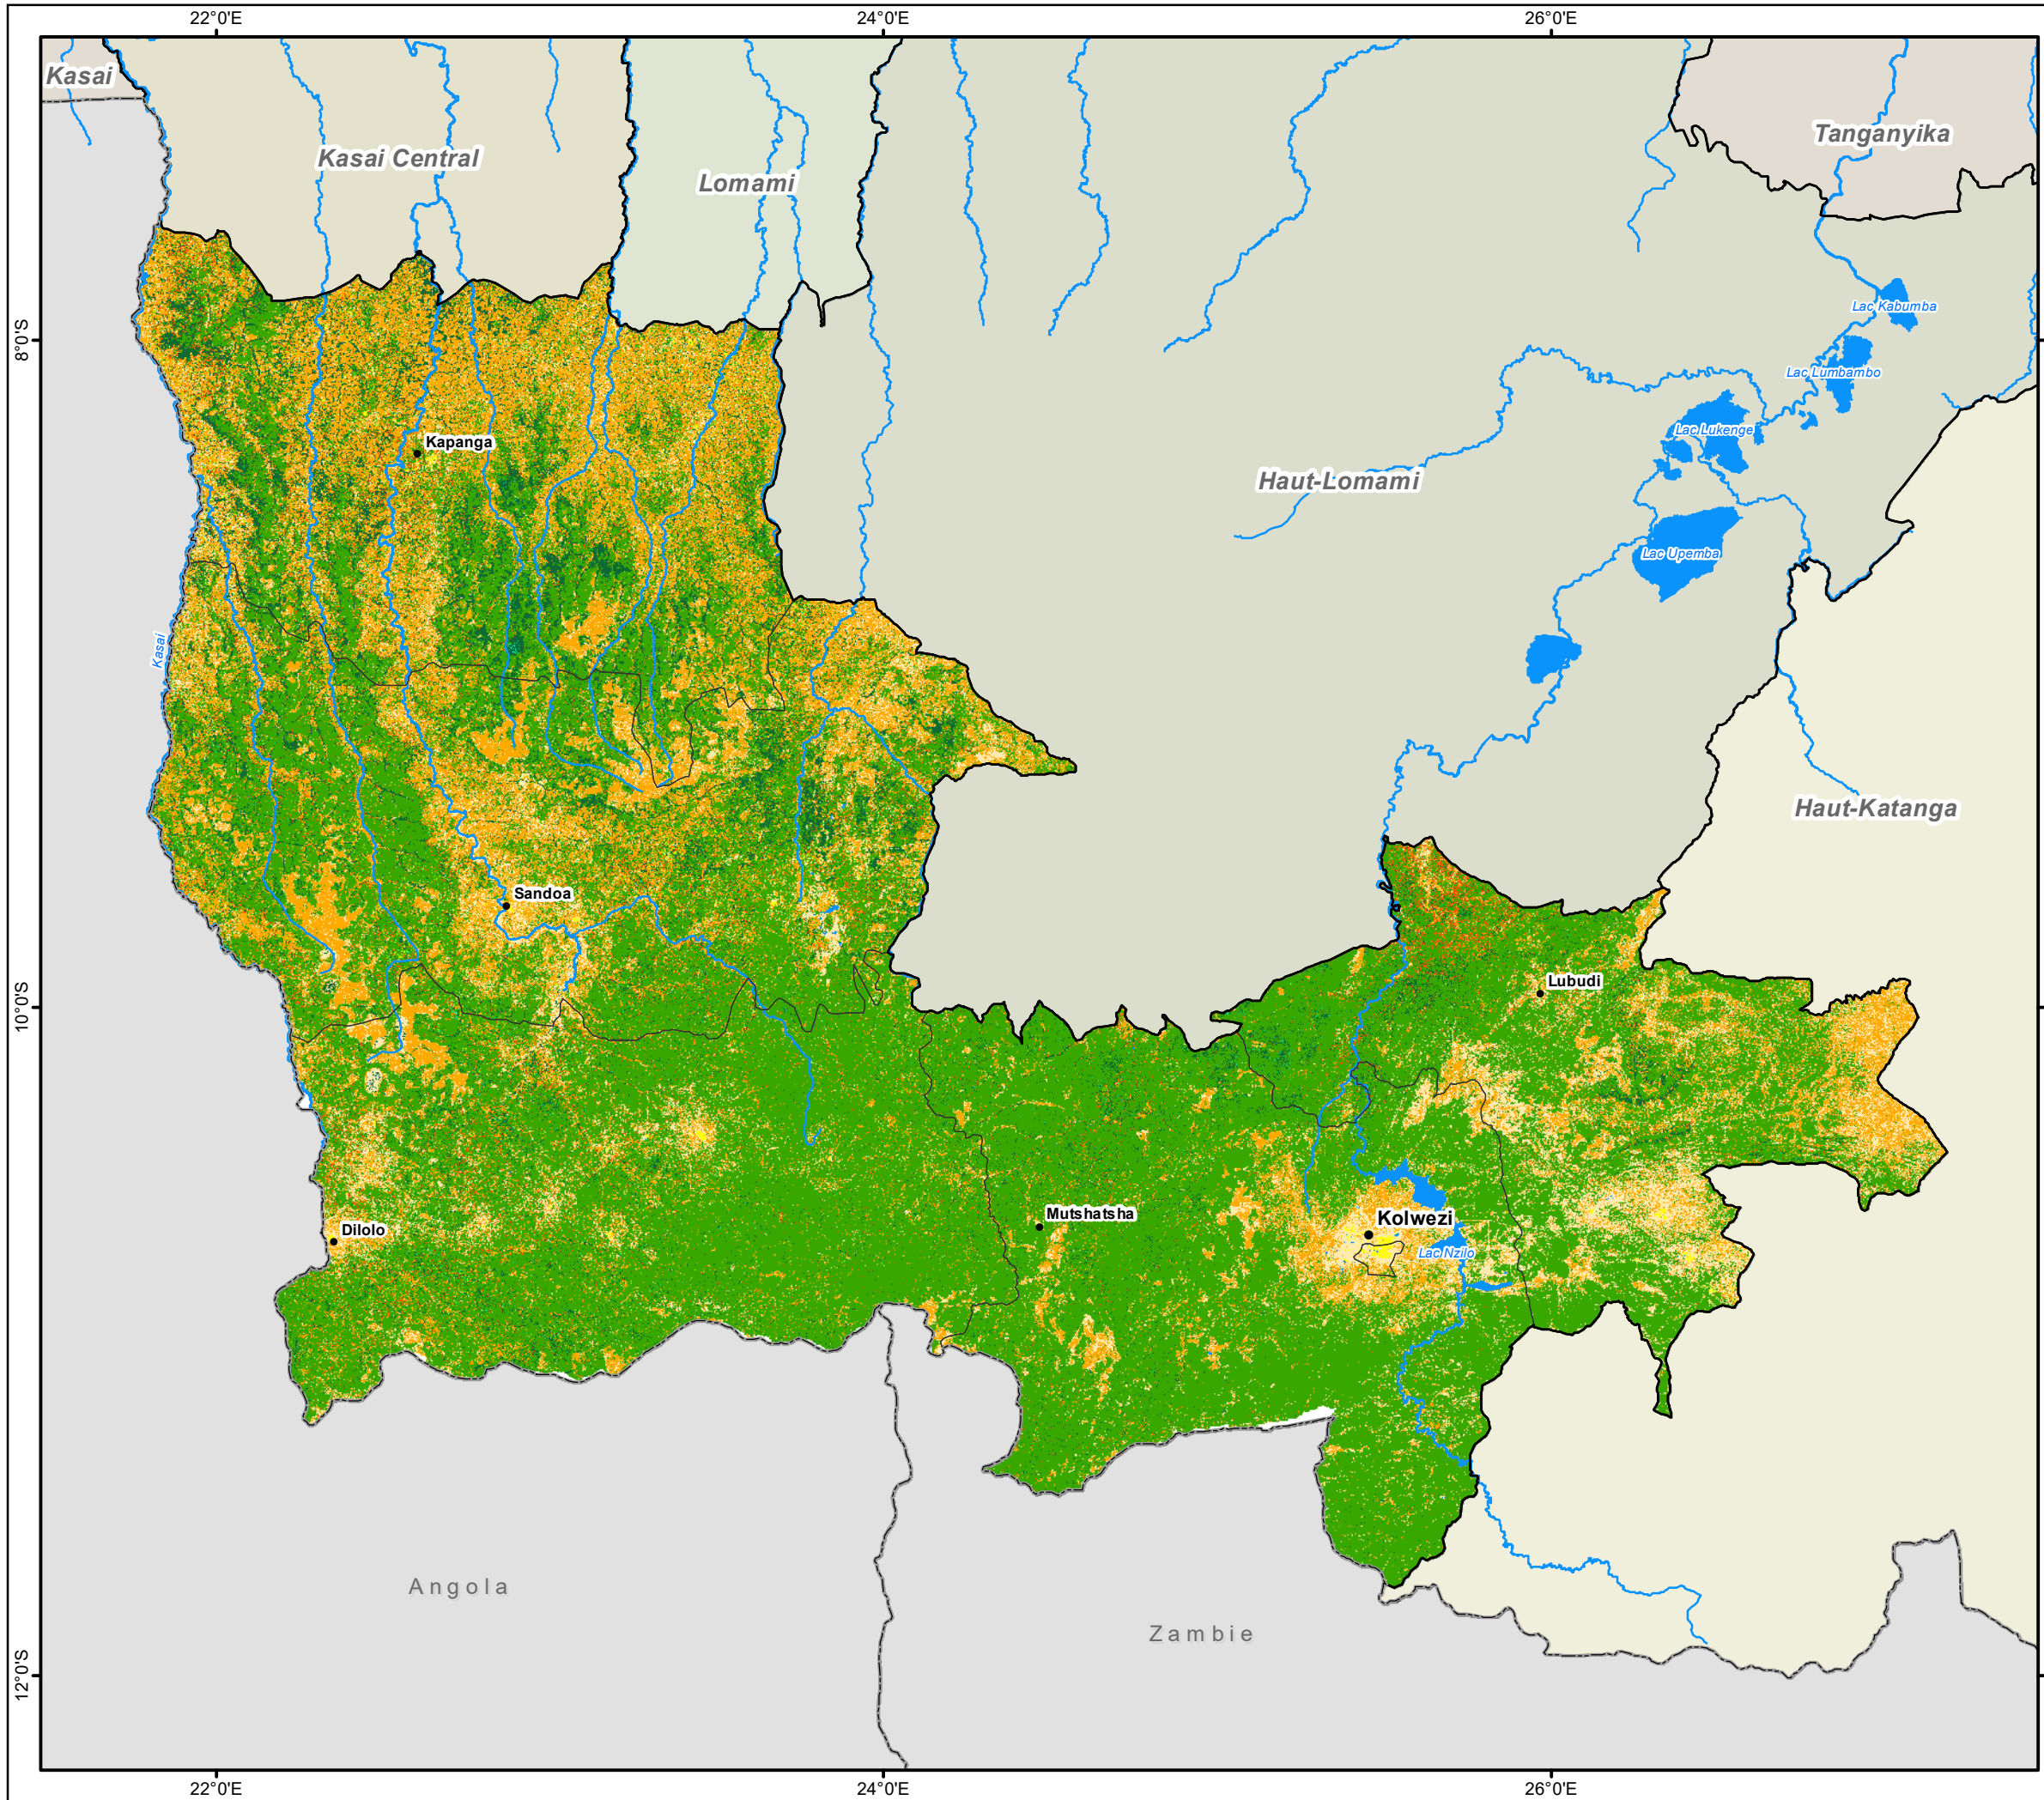 22°0'E
24°0'E
26°0'E
Kasai
Kasai Central
Lomami
Tanganyika
Lac Kabumba
8°0'S
Lac Lumbambo
Lac Lukenge
Kapanga
Haut-Lomami
Lac Upemba
Kasai
Haut-Katanga
Sandoa
Lubudi
10°0'S
Mutshatsha
Kolwezi
Dilolo
Lac Nzilo
Angola
Zambie
12°0'S
22°0'E
24°0'E
26°0'E